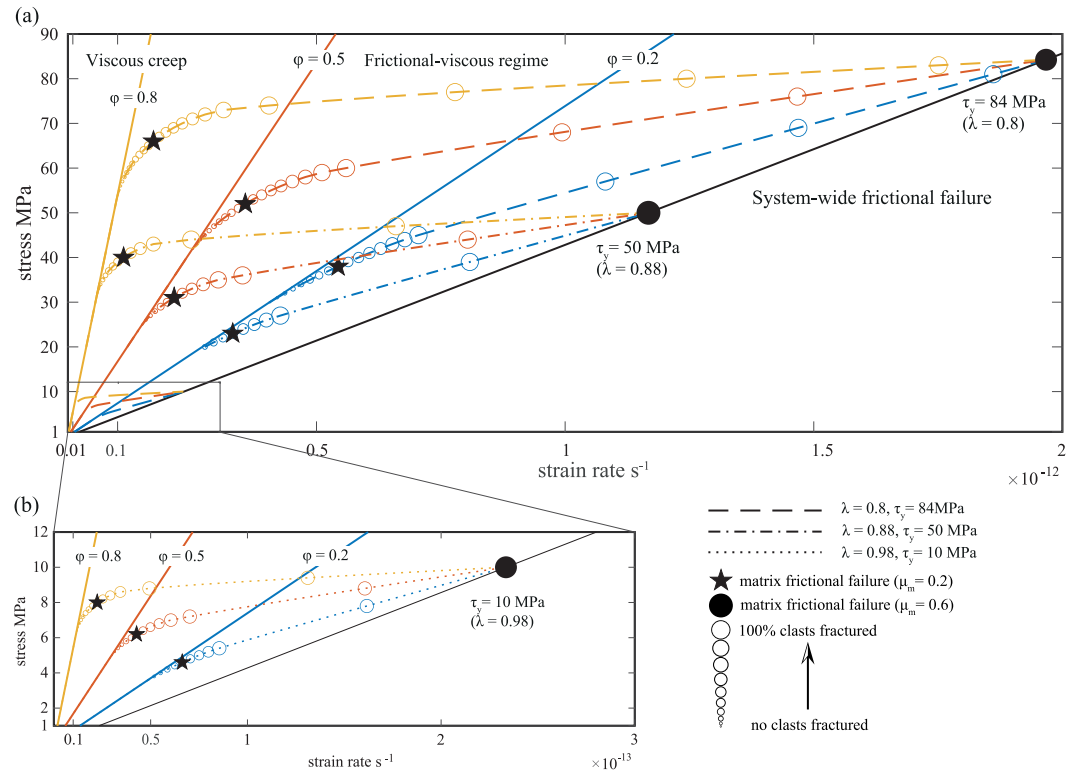 (a)
90
80
70
60
50
40
30
20
10
1
stress MPa
Viscous creep
φ = 0.8
φ = 0.5
Frictional-viscous regime
φ = 0.2
τy = 84 MPa
(λ = 0.8)
System-wide frictional failure
τy = 50 MPa
(λ = 0.88)
0.01
0.1
0.5
1
1.5
2
strain rate s-1
×10-12
(b)
12
10
8
6
4
2
1
stress MPa
φ = 0.8
φ = 0.5
φ = 0.2
τy = 10 MPa
(λ = 0.98)
0.1
0.5
1
2
3
strain rate s-1
×10-13
λ = 0.8, τy = 84MPa
λ = 0.88, τy = 50 MPa
λ = 0.98, τy = 10 MPa
matrix frictional failure (μm = 0.2)
matrix frictional failure (μm = 0.6)
100% clasts fractured
no clasts fractured